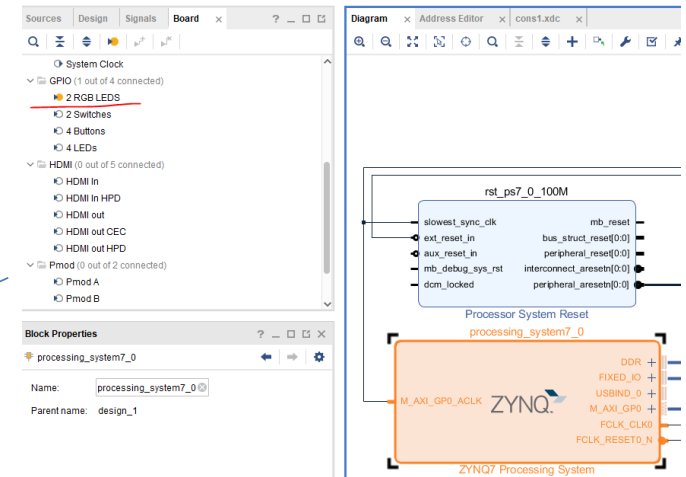 Sources Design Signals Board
System Clock
GPIO (1 out of 4 connected)
2 RGB LEDS
2 Switches
4 Buttons
4 LEDs
HDMI (0 out of 5 connected)
HDMI In
HDMI In HPD
HDMI out
HDMI out CEC
HDMI out HPD
Pmod (0 out of 2 connected)
Pmod A
Pmod B
Block Properties
processing_system7_0
Name: processing_system7_0
Parent name: design_1
Diagram Address Editor cons1.xdc
rst_ps7_0_100M
slowest_sync_clk mb_reset
ext_reset_in bus_struct_reset[0:0]
aux_reset_in peripheral_reset[0:0]
mb_debug_sys_rst interconnect_aresetn[0:0]
dcm_locked peripheral_aresetn[0:0]
Processor System Reset
processing_system7_0
DDR
FIXED_IO
USBIND_0
M_AXI_GP0_ACLK ZYNQ. M_AXI_GP0
FCLK_CLK0
FCLK_RESET0_N
ZYNQ7 Processing System